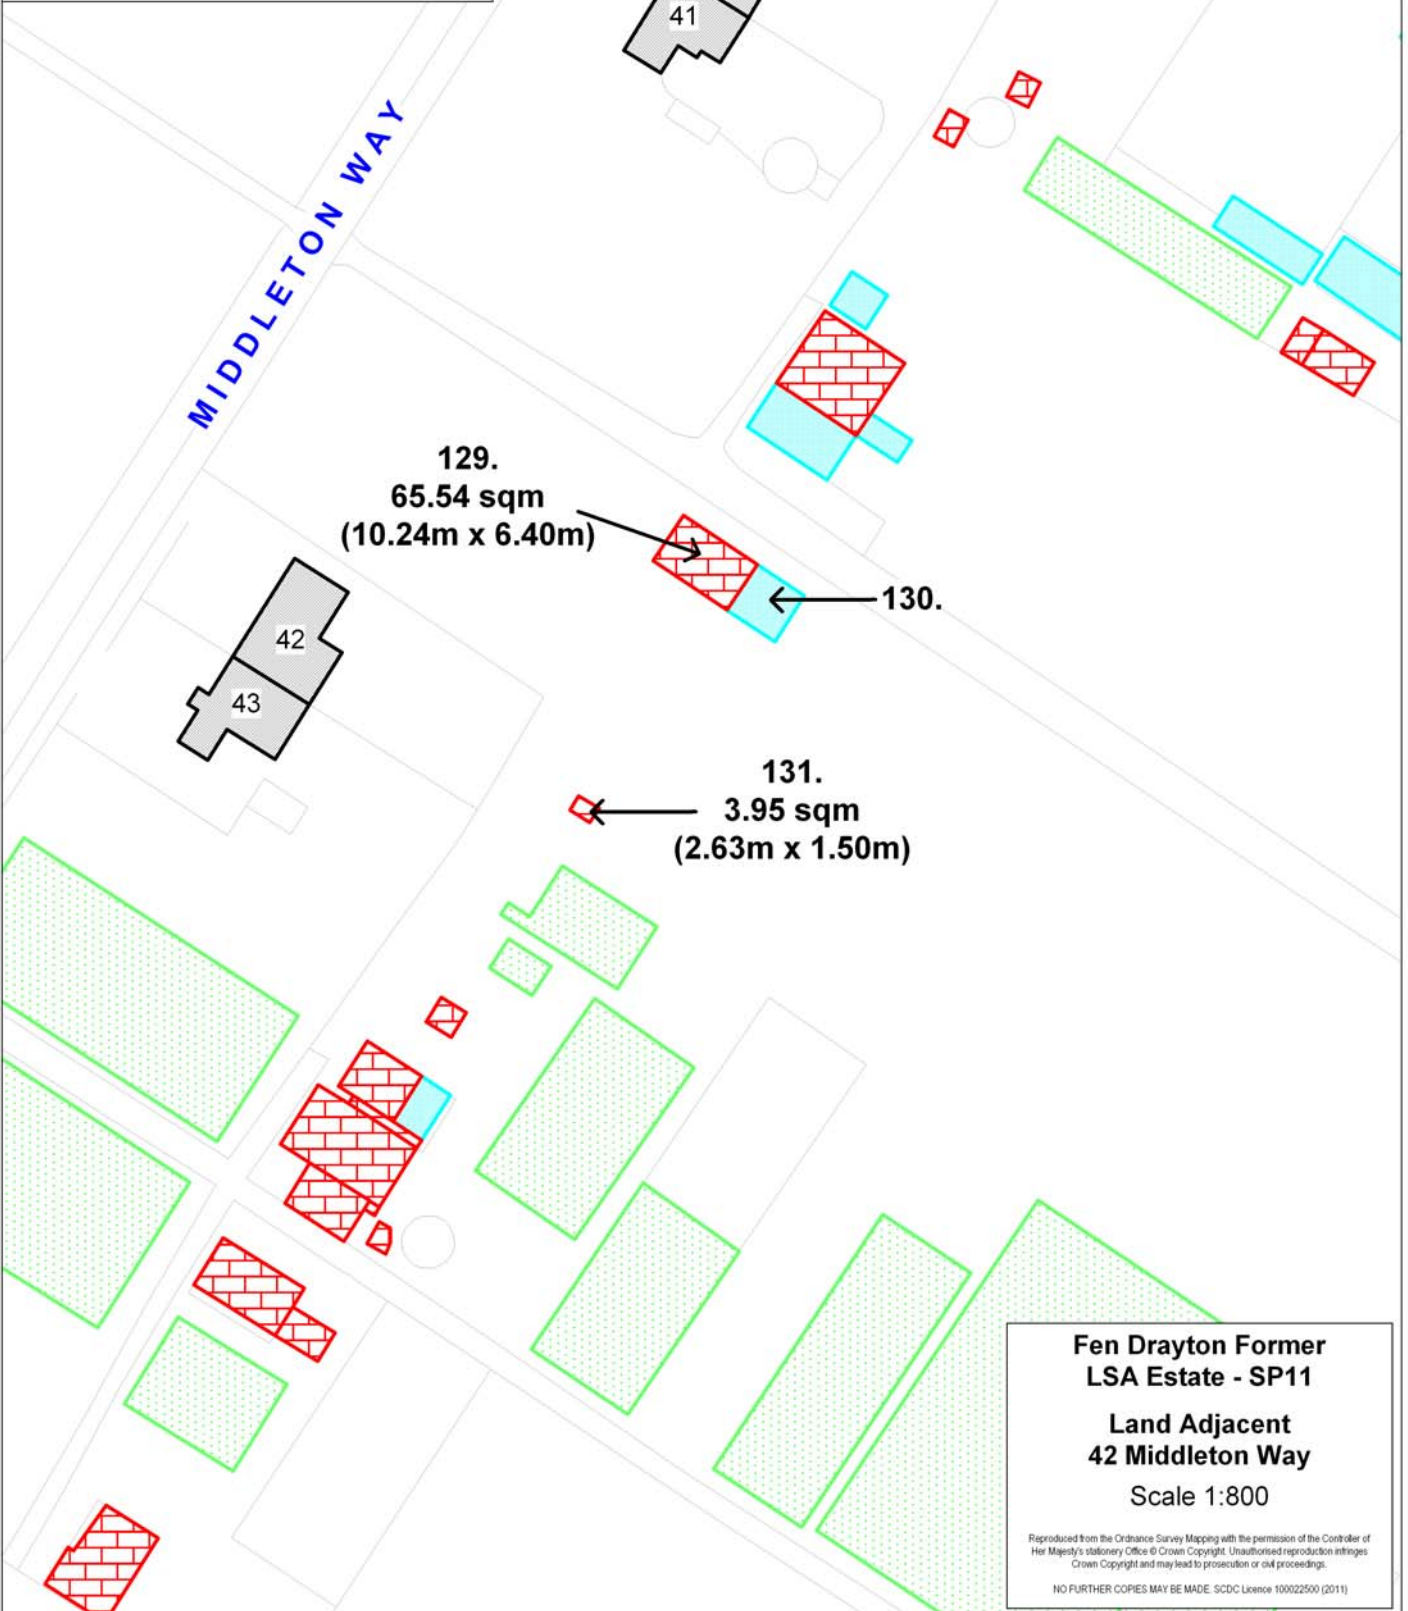 41
MIDDLETON WAY
129.
65.54 sqm
(10.24m x 6.40m)
130.
42
43
131.
3.95 sqm
(2.63m x 1.50m)
Fen Drayton Former
LSA Estate - SP11
Land Adjacent
42 Middleton Way
Scale 1:800
Reproduced from the Ordnance Survey Mapping with the permission of the Controller of
Her Majesty's stationery Office © Crown Copyright. Unauthorised reproduction infringes
Crown Copyright and may lead to prosecution or civil proceedings.
NO FURTHER COPIES MAY BE MADE. SCDC Licence 100022500 (2011)